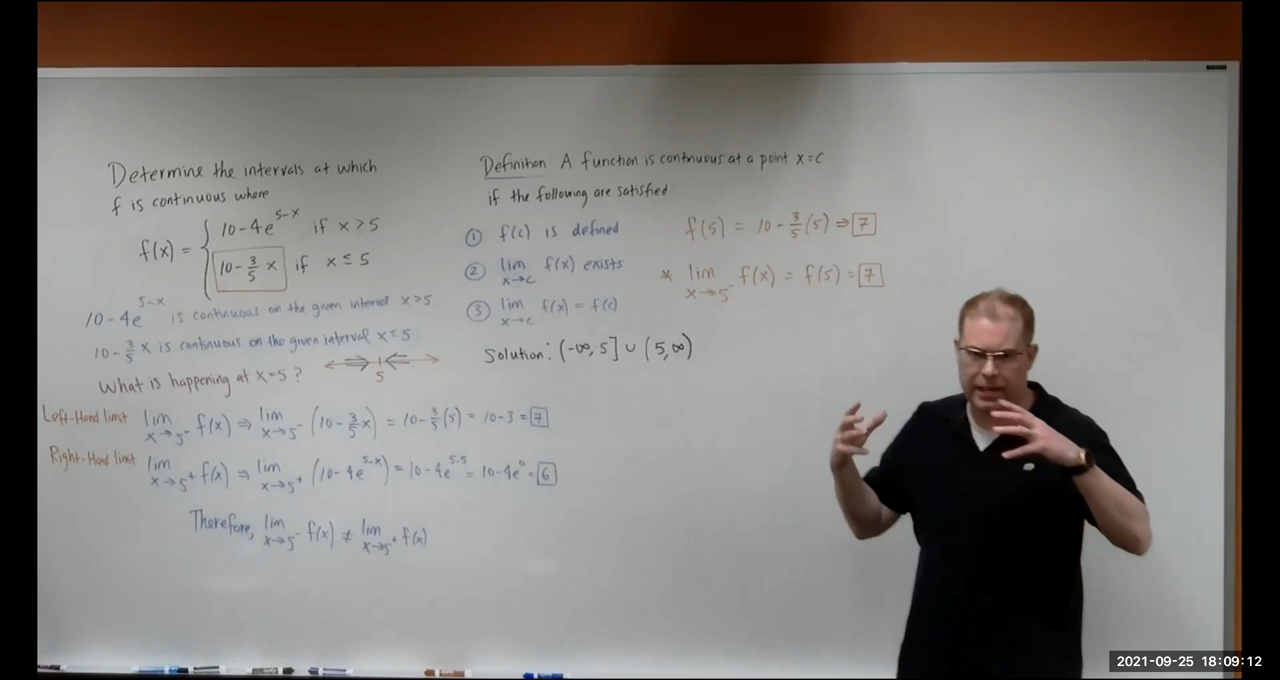 Determine the intervals at which
f is continuous where
f(x) = { 10-4e^{5-x} if x>5
10-3/5 x if x≤5
10-4e^{5-x} is continuous on the given interval x>5
10-3/5 x is continuous on the given interval x≤5
What is happening at x=5?
5
Left-Hand limit lim x→5⁻ f(x) ⇒ lim x→5⁻ (10-3/5 x) = 10-3/5(5) = 10-3 = 7
Right-Hand limit lim x→5⁺ f(x) ⇒ lim x→5⁺ (10-4e^{5-x}) = 10-4e^{5-5} = 10-4e^0 = 6
Therefore, lim x→5⁻ f(x) ≠ lim x→5⁺ f(x)
Definition: A function is continuous at a point x=c
if the following are satisfied:
① f(c) is defined
② lim x→c f(x) exists
③ lim x→c f(x) = f(c)
f(5) = 10-3/5(5) ⇒ 7
* lim x→5⁻ f(x) = f(5) = 7
Solution: (-∞, 5] ∪ (5, ∞)
2021-09-25 18:09:12